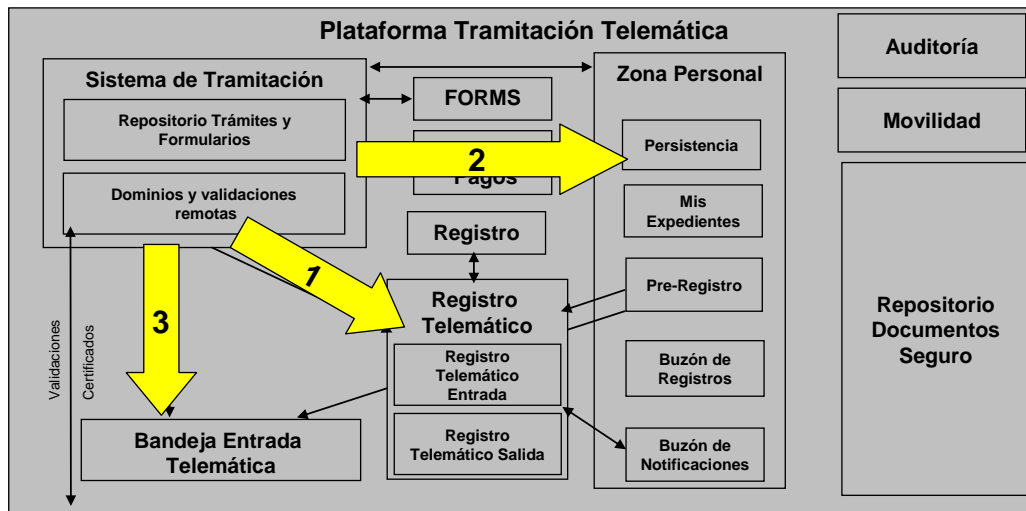 Plataforma Tramitación Telemática
Auditoría
Sistema de Tramitación
Zona Personal
FORMS
Repositorio Trámites y
Formularios
Movilidad
Persistencia
2
Pagos
Dominios y validaciones
remotas
Mis
Expedientes
Registro
1
Registro
Telemático
Pre-Registro
3
Repositorio
Documentos
Seguro
Validaciones
Certificados
Registro
Telemático
Entrada
Buzón de
Registros
Bandeja Entrada
Telemática
Registro
Telemático Salida
Buzón de
Notificaciones